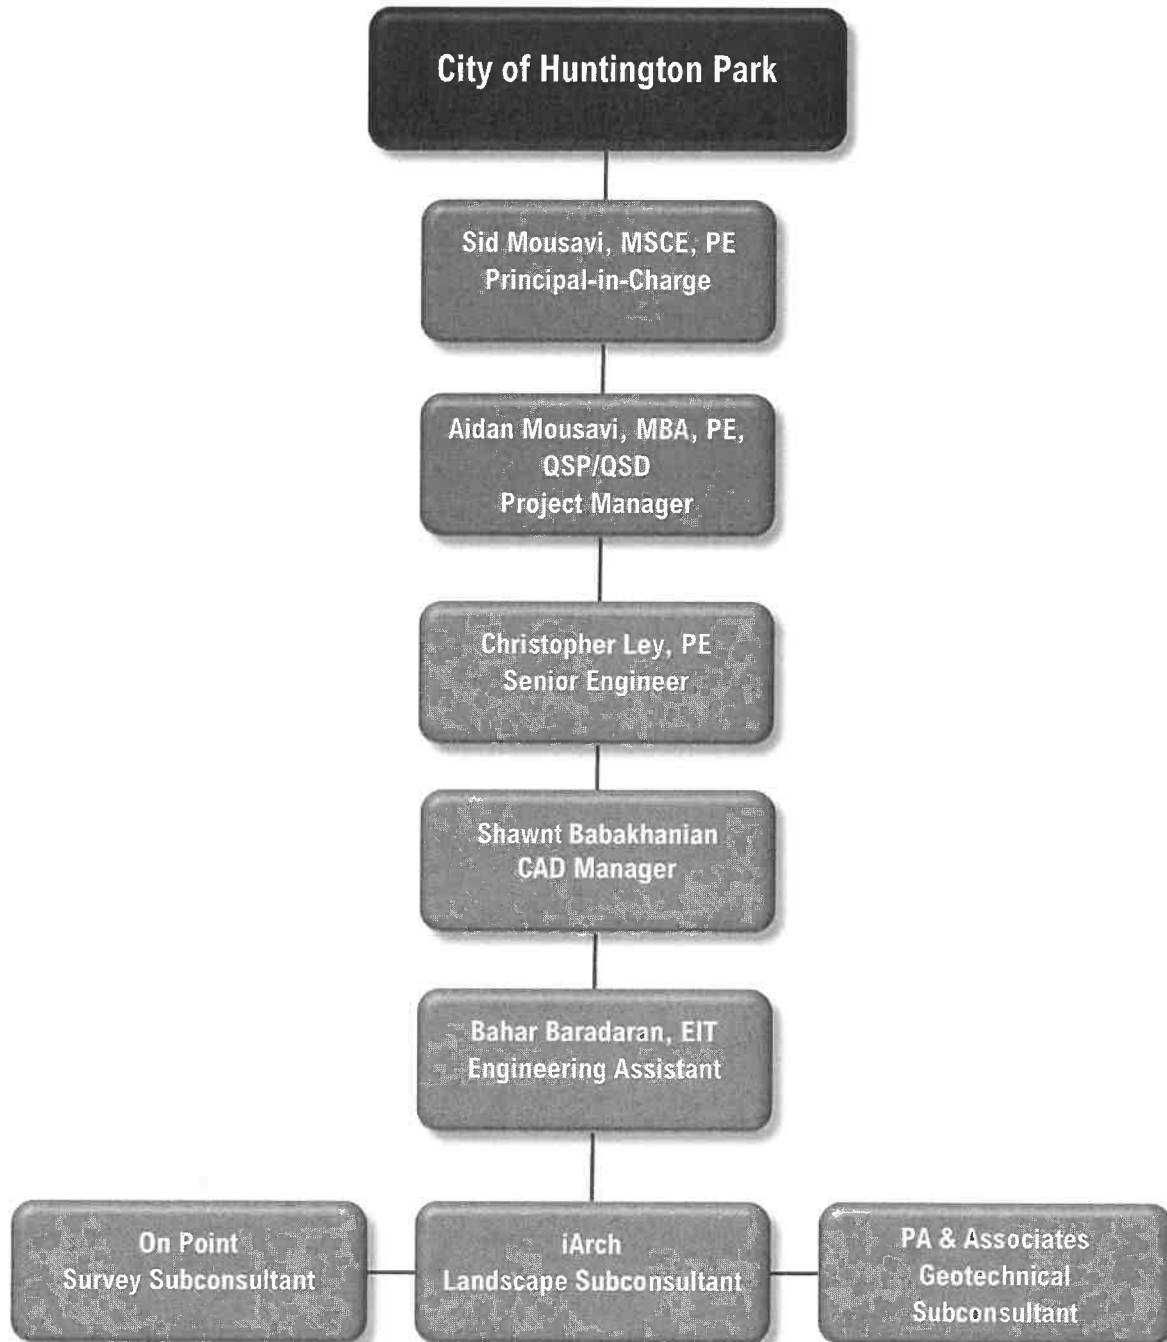 City of Huntington Park
Sid Mousavi, MSCE, PE
Principal-in-Charge
Aidan Mousavi, MBA, PE,
QSP/QSD
Project Manager
Christopher Ley, PE
Senior Engineer
Shawnt Babakhanian
CAD Manager
Bahar Baradaran, EIT
Engineering Assistant
On Point
Survey Subconsultant
iArch
Landscape Subconsultant
PA & Associates
Geotechnical
Subconsultant